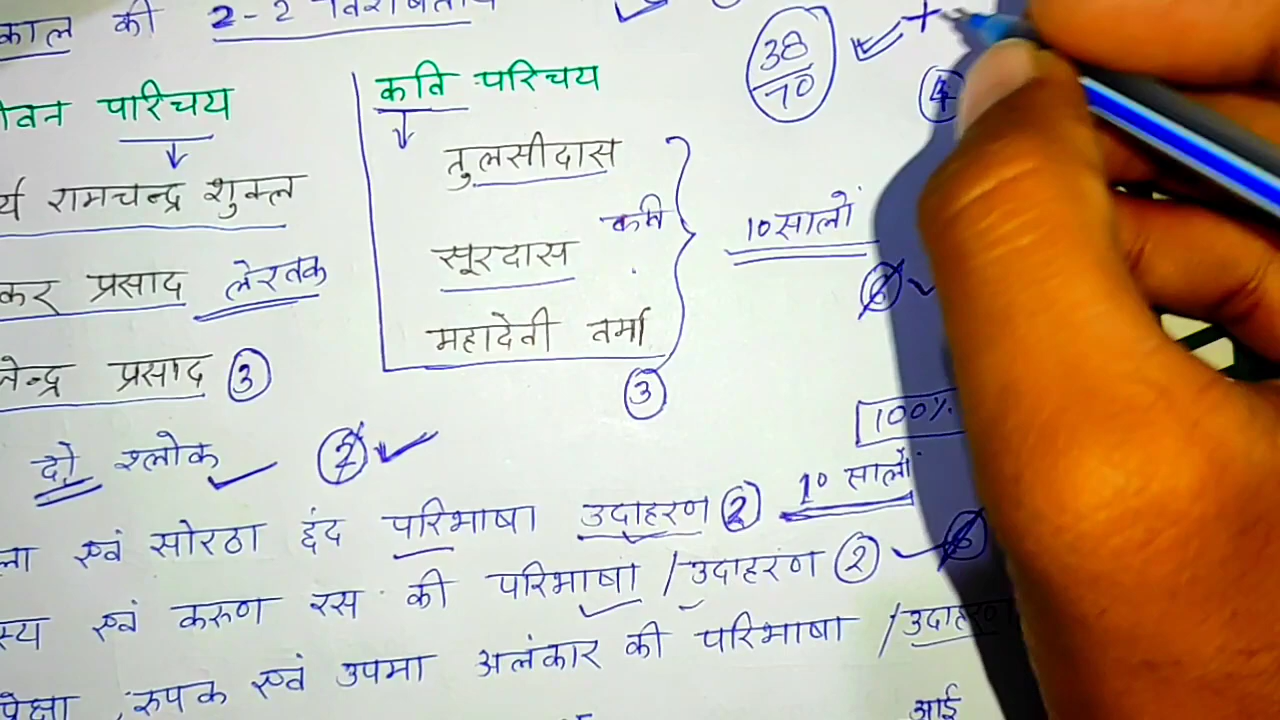 काल की 2-2 विशेषताएँ
38/70
+
4
जीवन परिचय
कवि परिचय
तुलसीदास
र्य रामचन्द्र शुक्ल
कवि
10 सालों
सूरदास
कर प्रसाद लेखक
महादेवी वर्मा
जेन्द्र प्रसाद 3
3
100%
दो श्लोक 2
10 सालों
ला एवं सोरठा छंद परिभाषा उदाहरण 2
स्य एवं करुण रस की परिभाषा / उदाहरण 2
प्रेक्षा, रुपक एवं उपमा अलंकार की परिभाषा / उदाहरण
आई